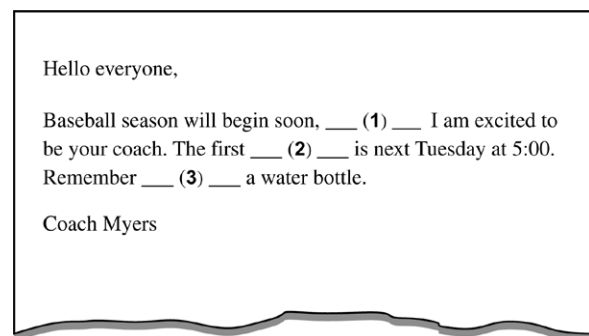 Hello everyone,
Baseball season will begin soon, ___ (1) ___ I am excited to
be your coach. The first ___ (2) ___ is next Tuesday at 5:00.
Remember ___ (3) ___ a water bottle.
Coach Myers